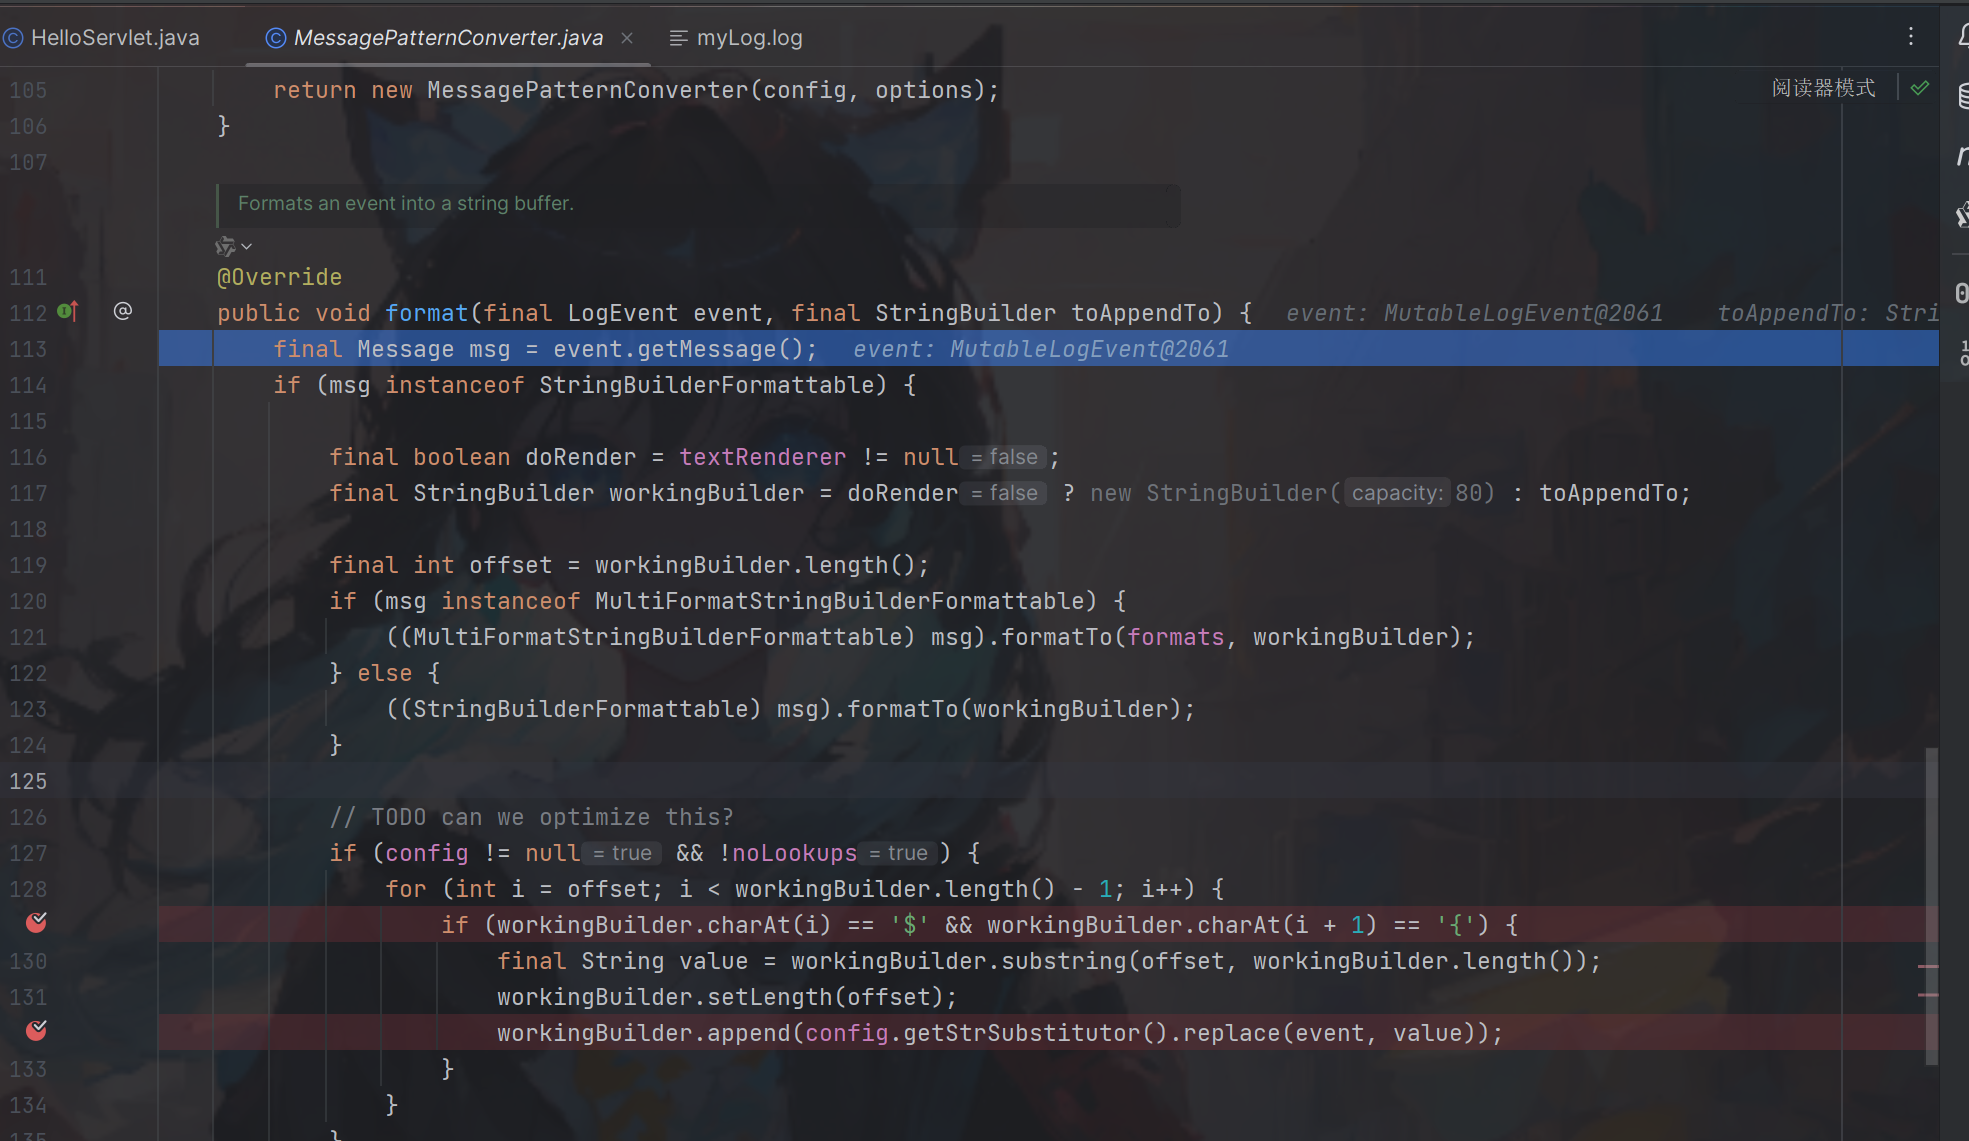 HelloServlet.java MessagePatternConverter.java myLog.log
阅读器模式
105 return new MessagePatternConverter(config, options);
106 }
107
Formats an event into a string buffer.
111 @Override
112 public void format(final LogEvent event, final StringBuilder toAppendTo) { event: MutableLogEvent@2061 toAppendTo: Stri
113 final Message msg = event.getMessage(); event: MutableLogEvent@2061
114 if (msg instanceof StringBuilderFormattable) {
115
116 final boolean doRender = textRenderer != null = false ;
117 final StringBuilder workingBuilder = doRender = false ? new StringBuilder( capacity: 80) : toAppendTo;
118
119 final int offset = workingBuilder.length();
120 if (msg instanceof MultiFormatStringBuilderFormattable) {
121 ((MultiFormatStringBuilderFormattable) msg).formatTo(formats, workingBuilder);
122 } else {
123 ((StringBuilderFormattable) msg).formatTo(workingBuilder);
124 }
125
126 // TODO can we optimize this?
127 if (config != null = true && !noLookups = true ) {
128 for (int i = offset; i < workingBuilder.length() - 1; i++) {
if (workingBuilder.charAt(i) == '$' && workingBuilder.charAt(i + 1) == '{') {
130 final String value = workingBuilder.substring(offset, workingBuilder.length());
131 workingBuilder.setLength(offset);
workingBuilder.append(config.getStrSubstitutor().replace(event, value));
133 }
134 }
135 }